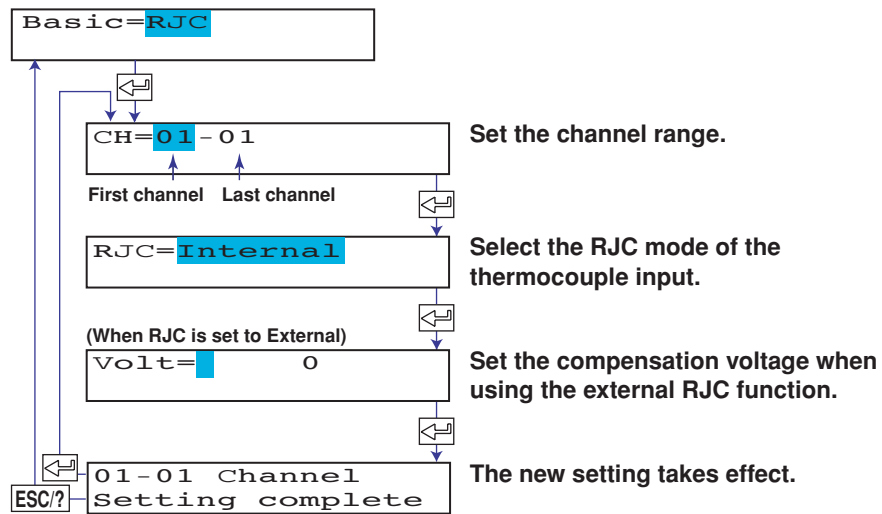 Basic=RJC
CH=01-01
Set the channel range.
First channel Last channel
RJC=Internal
Select the RJC mode of the
thermocouple input.
(When RJC is set to External)
Volt= 0
Set the compensation voltage when
using the external RJC function.
01-01 Channel
Setting complete
The new setting takes effect.
ESC/?